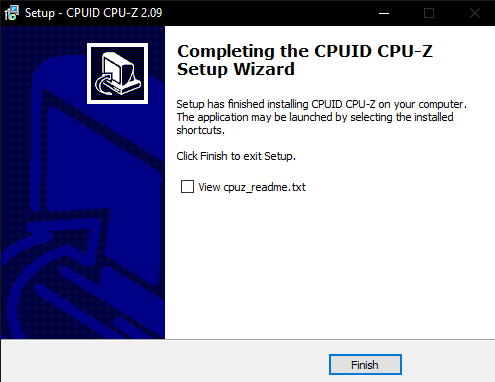 Setup - CPUID CPU-Z 2.09
Completing the CPUID CPU-Z
Setup Wizard
Setup has finished installing CPUID CPU-Z on your computer.
The application may be launched by selecting the installed
shortcuts.
Click Finish to exit Setup.
View cpuz_readme.txt
Finish